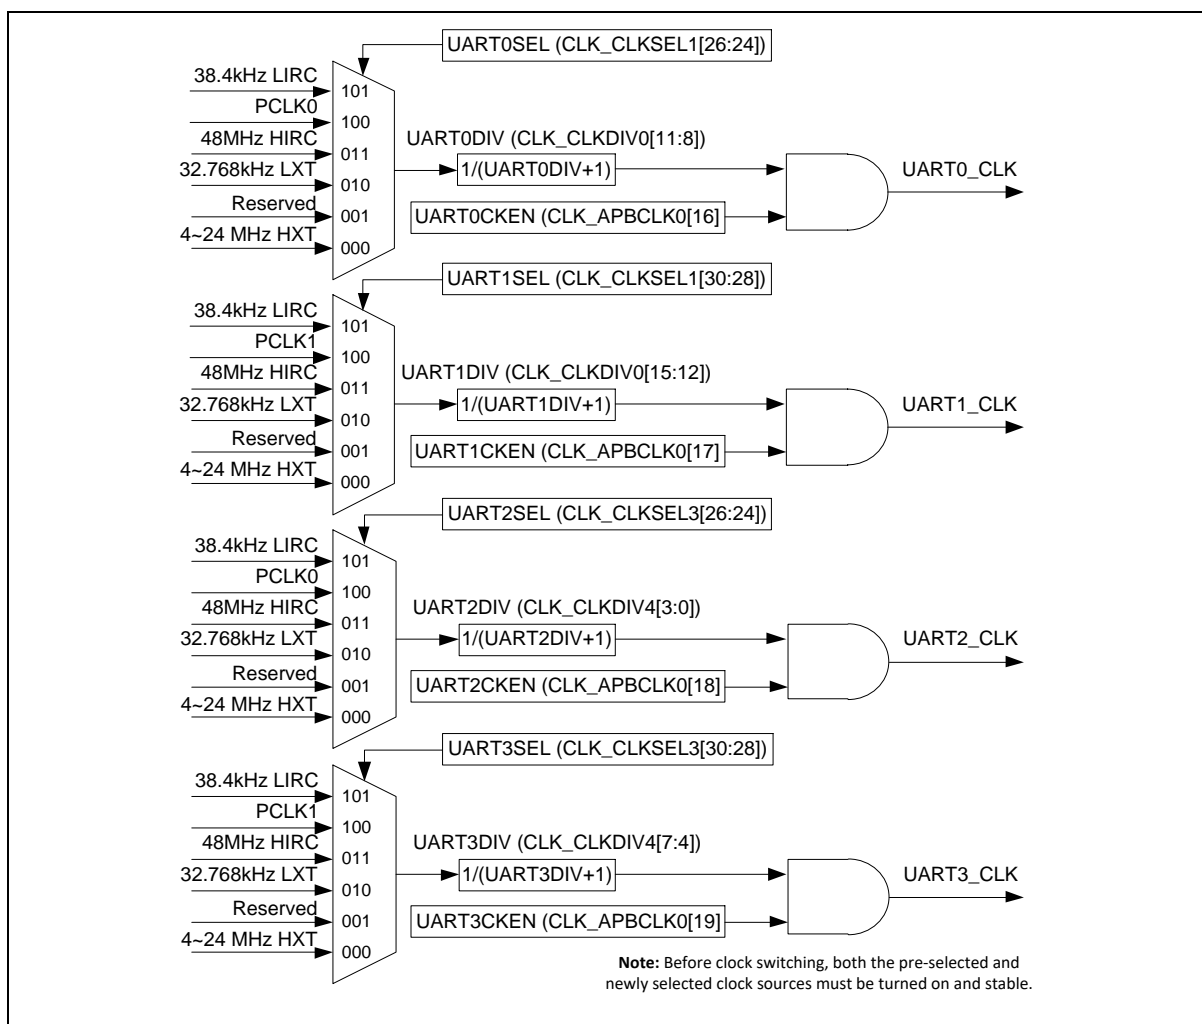 UART0SEL (CLK_CLKSEL1[26:24])
38.4kHz LIRC
101
PCLK0
100
48MHz HIRC
011
32.768kHz LXT
010
Reserved
001
4~24 MHz HXT
000
UART0DIV (CLK_CLKDIV0[11:8])
1/(UART0DIV+1)
UART0CKEN (CLK_APBCLK0[16]
UART0_CLK
UART1SEL (CLK_CLKSEL1[30:28])
38.4kHz LIRC
101
PCLK1
100
48MHz HIRC
011
32.768kHz LXT
010
Reserved
001
4~24 MHz HXT
000
UART1DIV (CLK_CLKDIV0[15:12])
1/(UART1DIV+1)
UART1CKEN (CLK_APBCLK0[17]
UART1_CLK
UART2SEL (CLK_CLKSEL3[26:24])
38.4kHz LIRC
101
PCLK0
100
48MHz HIRC
011
32.768kHz LXT
010
Reserved
001
4~24 MHz HXT
000
UART2DIV (CLK_CLKDIV4[3:0])
1/(UART2DIV+1)
UART2CKEN (CLK_APBCLK0[18]
UART2_CLK
UART3SEL (CLK_CLKSEL3[30:28])
38.4kHz LIRC
101
PCLK1
100
48MHz HIRC
011
32.768kHz LXT
010
Reserved
001
4~24 MHz HXT
000
UART3DIV (CLK_CLKDIV4[7:4])
1/(UART3DIV+1)
UART3CKEN (CLK_APBCLK0[19]
UART3_CLK
Note: Before clock switching, both the pre-selected and
newly selected clock sources must be turned on and stable.